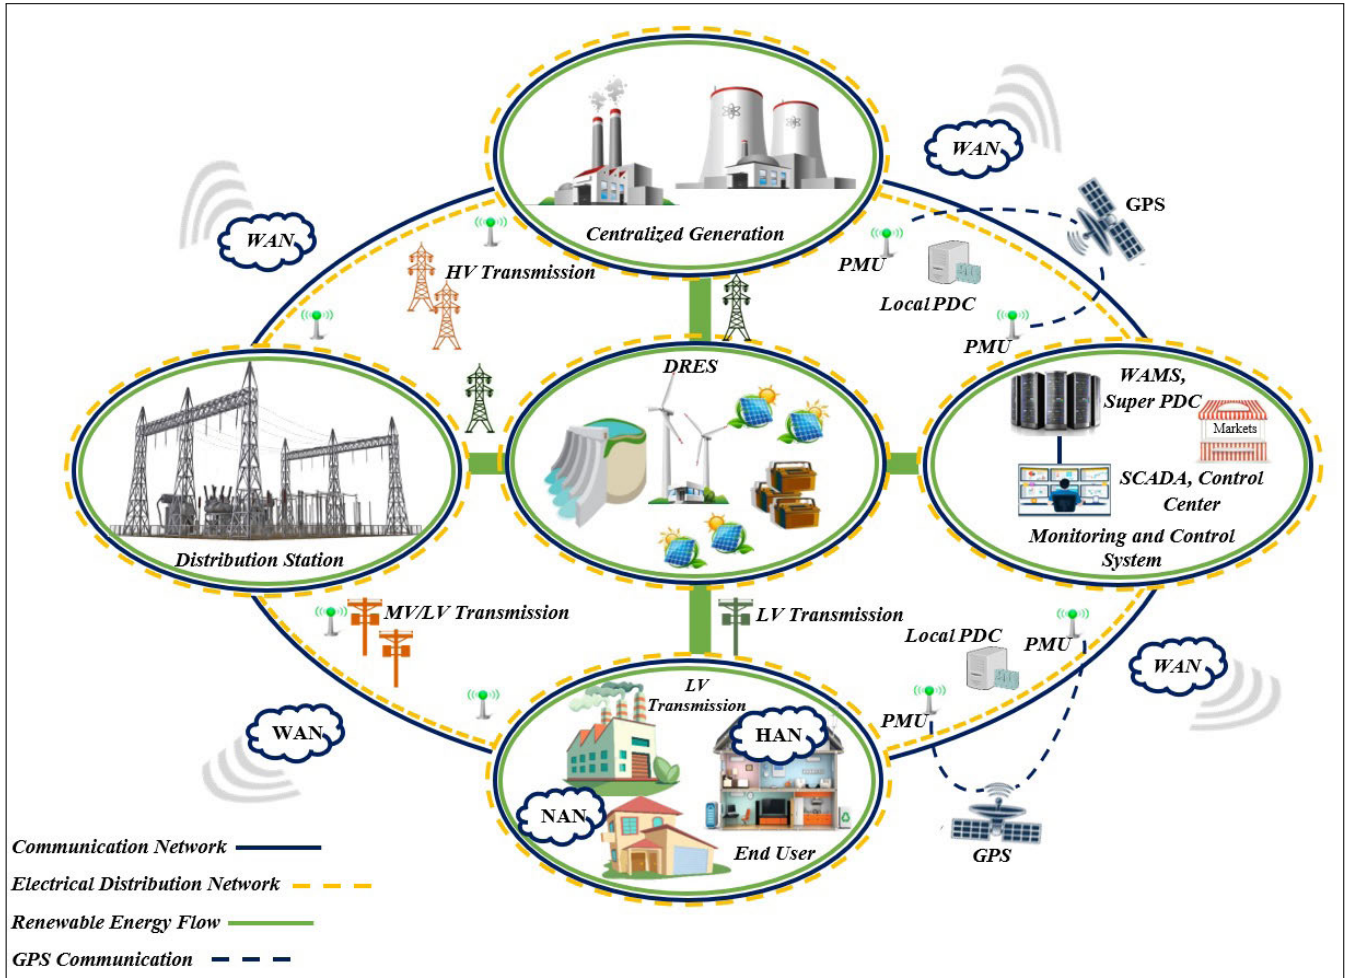 WAN
WAN
GPS
Centralized Generation
PMU
HV Transmission
Local PDC
PMU
DRES
WAMS,
Super PDC
Markets
SCADA, Control
Center
Distribution Station
Monitoring and Control
System
MV/LV Transmission
LV Transmission
Local PDC
PMU
WAN
LV
Transmission
PMU
WAN
HAN
NAN
End User
GPS
Communication Network
Electrical Distribution Network
Renewable Energy Flow
GPS Communication